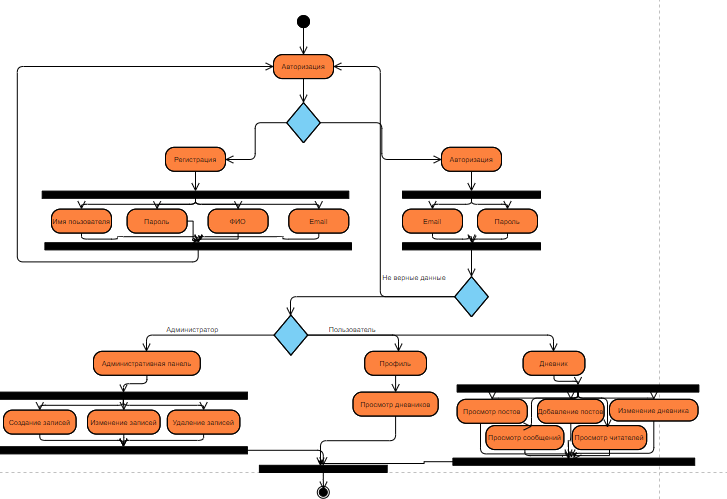 Авторизация
Регистрация
Авторизация
Имя пользователя
Пароль
ФИО
Email
Email
Пароль
Не верные данные
Администратор
Пользователь
Административная панель
Профиль
Дневник
Просмотр дневников
Создание записей
Изменение записей
Удаление записей
Просмотр постов
Добавление постов
Изменение дневника
Просмотр сообщений
Просмотр читателей